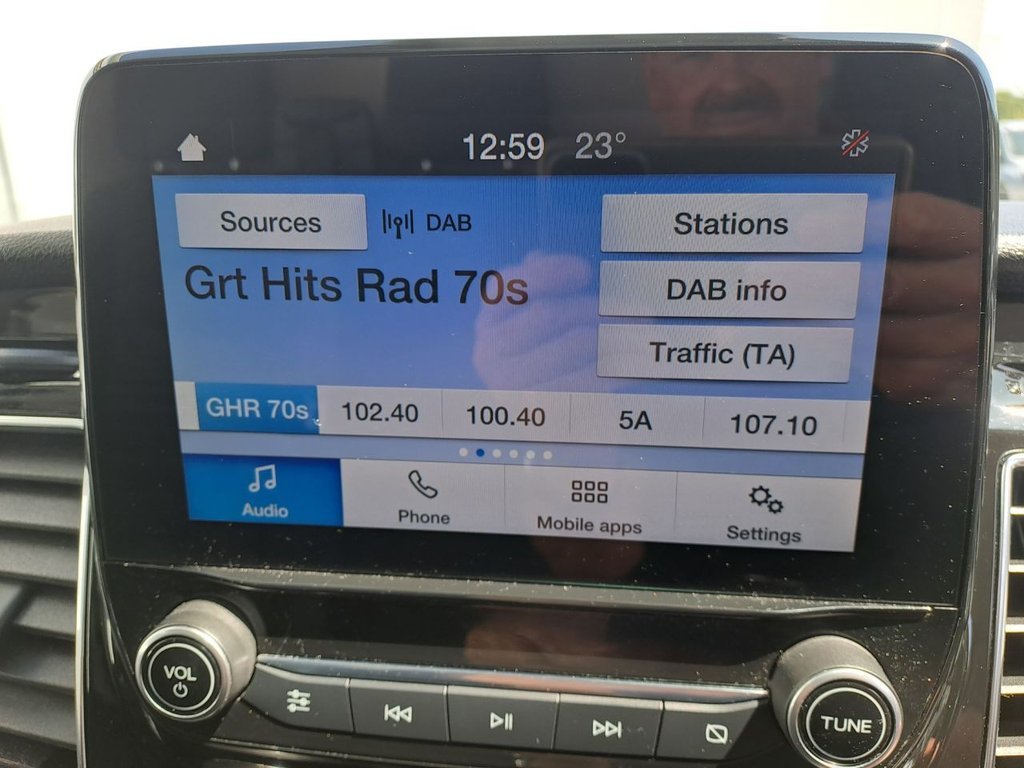 12:59 23°
Sources DAB Stations
Grt Hits Rad 70s DAB info
Traffic (TA)
GHR 70s 102.40 100.40 5A 107.10
Audio Phone Mobile apps Settings
VOL TUNE